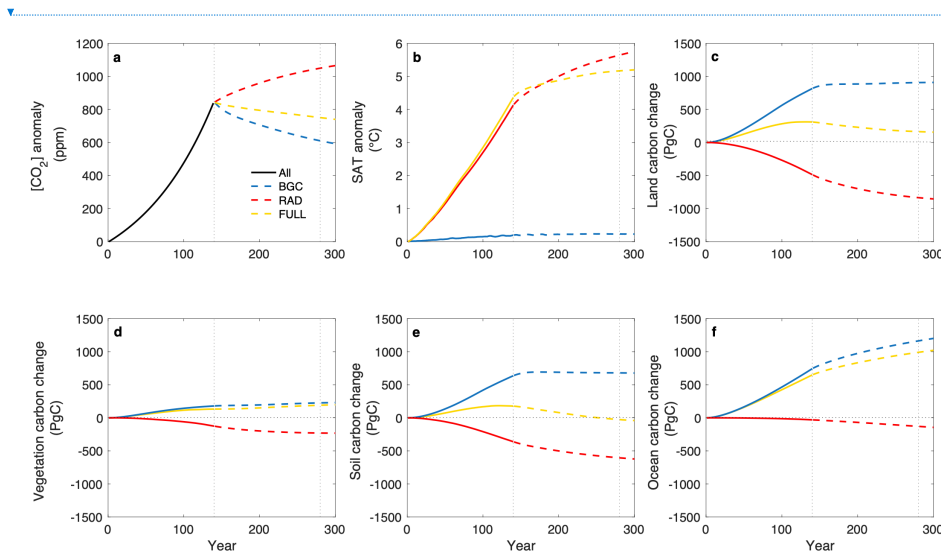 a
[CO2] anomaly
(ppm)
1200
1000
800
600
400
200
0
0
100
200
300
All
BGC
RAD
FULL
b
SAT anomaly
(°C)
6
5
4
3
2
1
0
0
100
200
300
c
Land carbon change
(PgC)
1500
1000
500
0
-500
-1000
-1500
0
100
200
300
d
Vegetation carbon change
(PgC)
1500
1000
500
0
-500
-1000
-1500
0
100
200
300
Year
e
Soil carbon change
(PgC)
1500
1000
500
0
-500
-1000
-1500
0
100
200
300
Year
f
Ocean carbon change
(PgC)
1500
1000
500
0
-500
-1000
-1500
0
100
200
300
Year